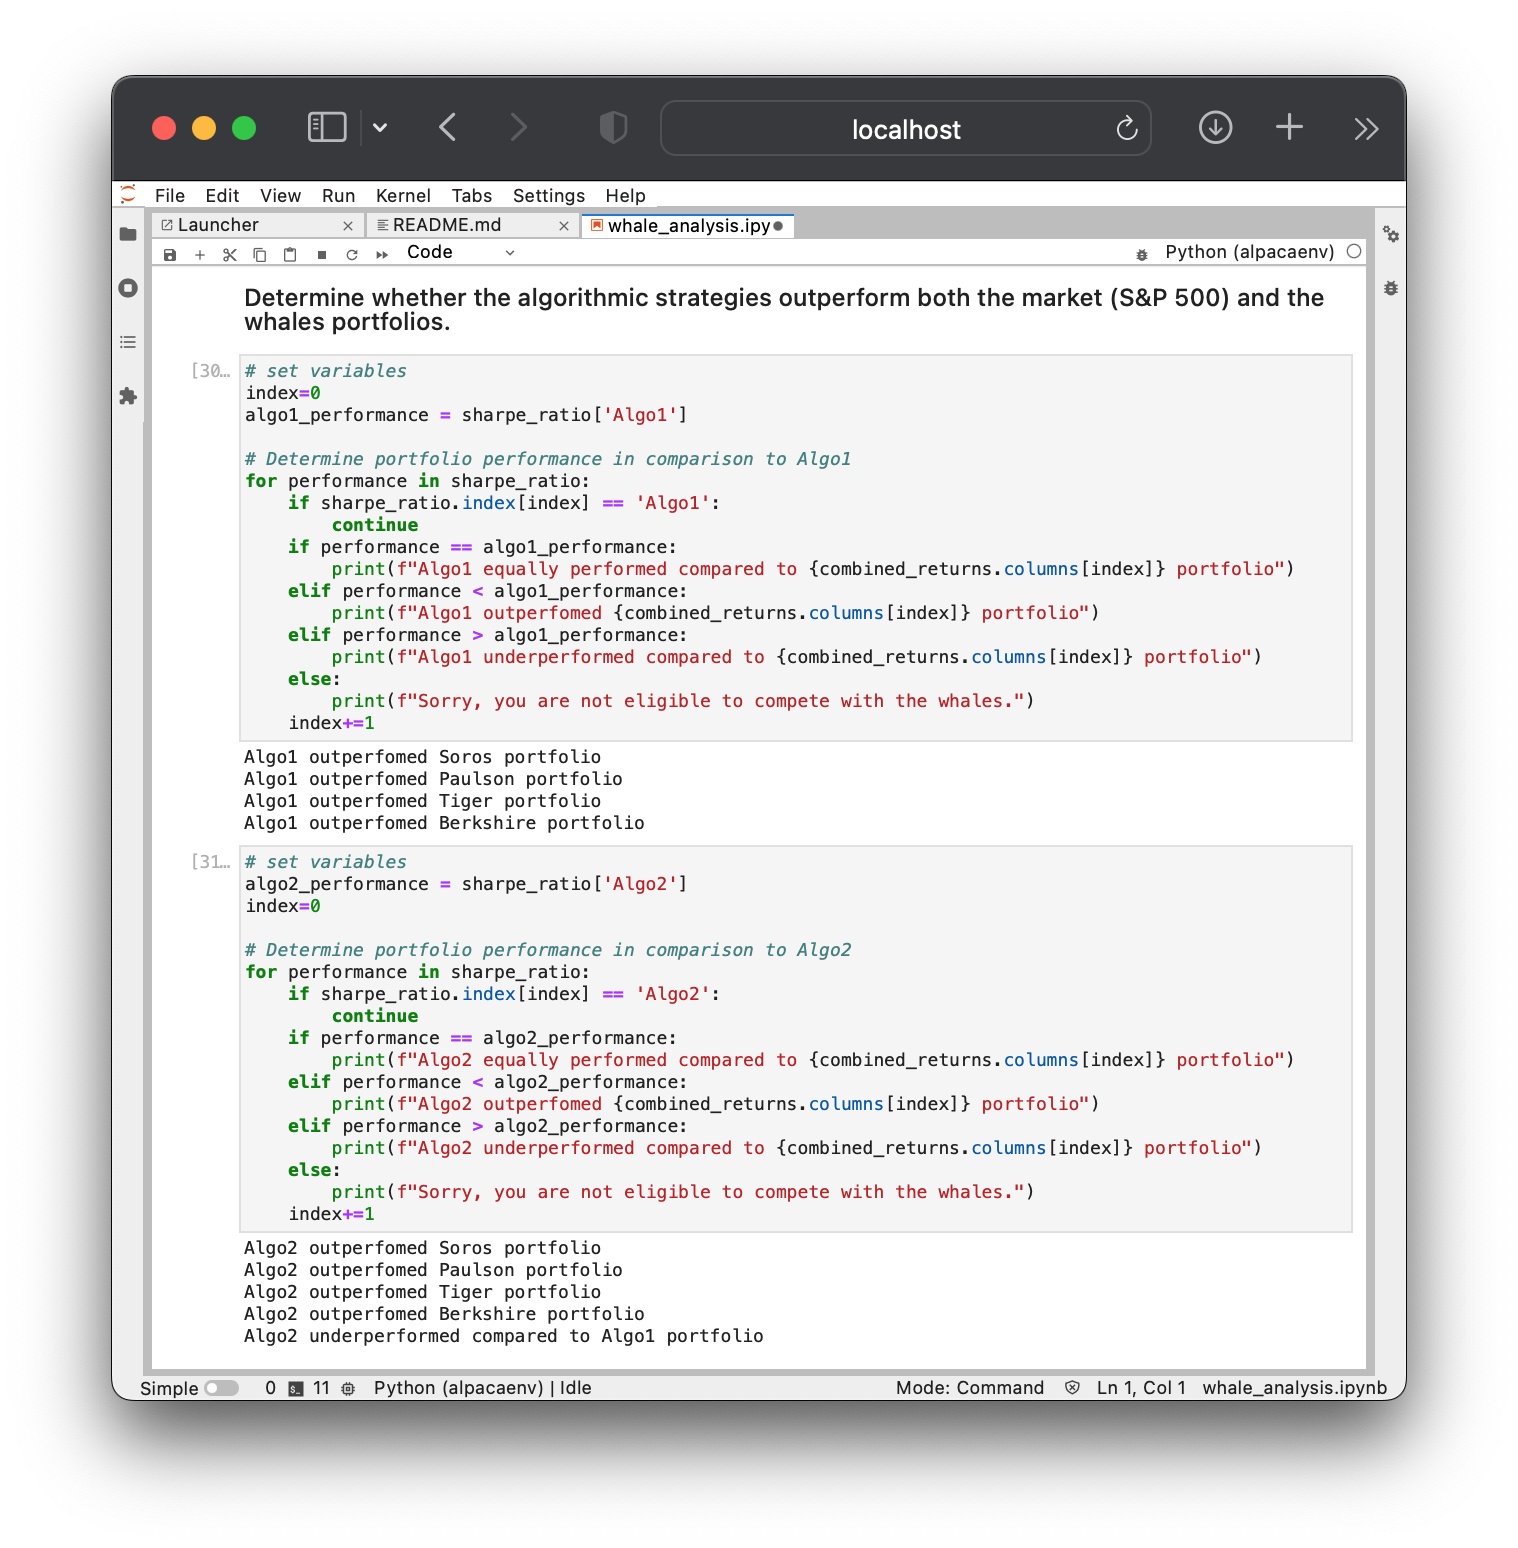 localhost
File Edit View Run Kernel Tabs Settings Help
Launcher README.md whale_analysis.ipy
Code Python (alpacaenv)
Determine whether the algorithmic strategies outperform both the market (S&P 500) and the
whales portfolios.
[30…
# set variables
index=0
algo1_performance = sharpe_ratio['Algo1']
# Determine portfolio performance in comparison to Algo1
for performance in sharpe_ratio:
    if sharpe_ratio.index[index] == 'Algo1':
        continue
    if performance == algo1_performance:
        print(f"Algo1 equally performed compared to {combined_returns.columns[index]} portfolio")
    elif performance < algo1_performance:
        print(f"Algo1 outperfomed {combined_returns.columns[index]} portfolio")
    elif performance > algo1_performance:
        print(f"Algo1 underperformed compared to {combined_returns.columns[index]} portfolio")
    else:
        print(f"Sorry, you are not eligible to compete with the whales.")
    index+=1
Algo1 outperfomed Soros portfolio
Algo1 outperfomed Paulson portfolio
Algo1 outperfomed Tiger portfolio
Algo1 outperfomed Berkshire portfolio
[31…
# set variables
algo2_performance = sharpe_ratio['Algo2']
index=0
# Determine portfolio performance in comparison to Algo2
for performance in sharpe_ratio:
    if sharpe_ratio.index[index] == 'Algo2':
        continue
    if performance == algo2_performance:
        print(f"Algo2 equally performed compared to {combined_returns.columns[index]} portfolio")
    elif performance < algo2_performance:
        print(f"Algo2 outperfomed {combined_returns.columns[index]} portfolio")
    elif performance > algo2_performance:
        print(f"Algo2 underperformed compared to {combined_returns.columns[index]} portfolio")
    else:
        print(f"Sorry, you are not eligible to compete with the whales.")
    index+=1
Algo2 outperfomed Soros portfolio
Algo2 outperfomed Paulson portfolio
Algo2 outperfomed Tiger portfolio
Algo2 outperfomed Berkshire portfolio
Algo2 underperformed compared to Algo1 portfolio
Simple 0 11 Python (alpacaenv) | Idle Mode: Command Ln 1, Col 1 whale_analysis.ipynb